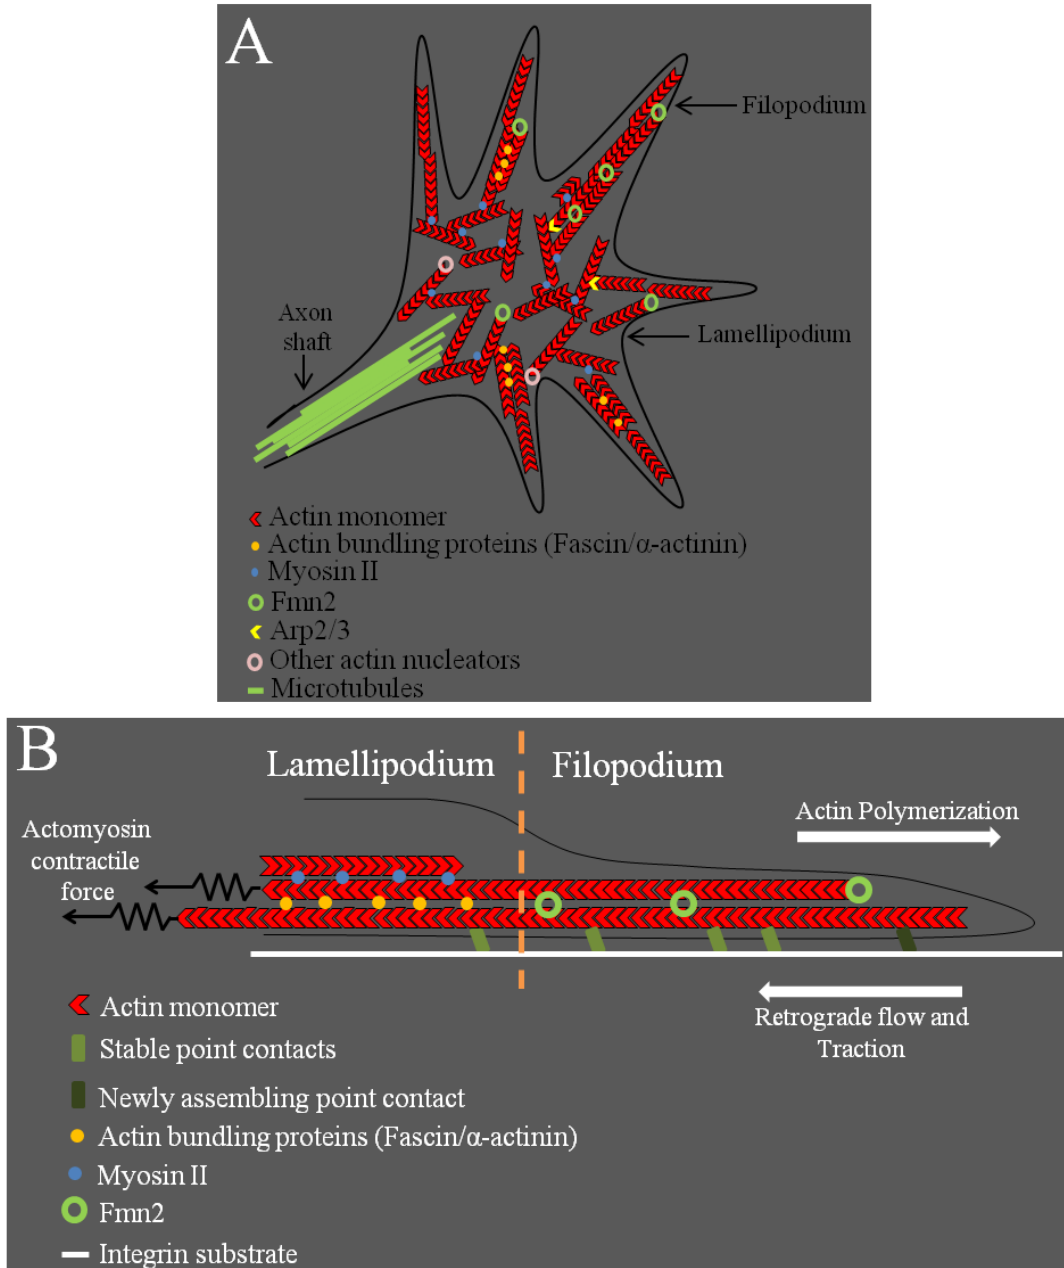 A
Filopodium
Axon
shaft
Lamellipodium
Actin monomer
Actin bundling proteins (Fascin/α-actinin)
Myosin II
Fmn2
Arp2/3
Other actin nucleators
Microtubules
B
Lamellipodium
Filopodium
Actin Polymerization
Actomyosin
contractile
force
Retrograde flow and
Traction
Actin monomer
Stable point contacts
Newly assembling point contact
Actin bundling proteins (Fascin/α-actinin)
Myosin II
Fmn2
Integrin substrate